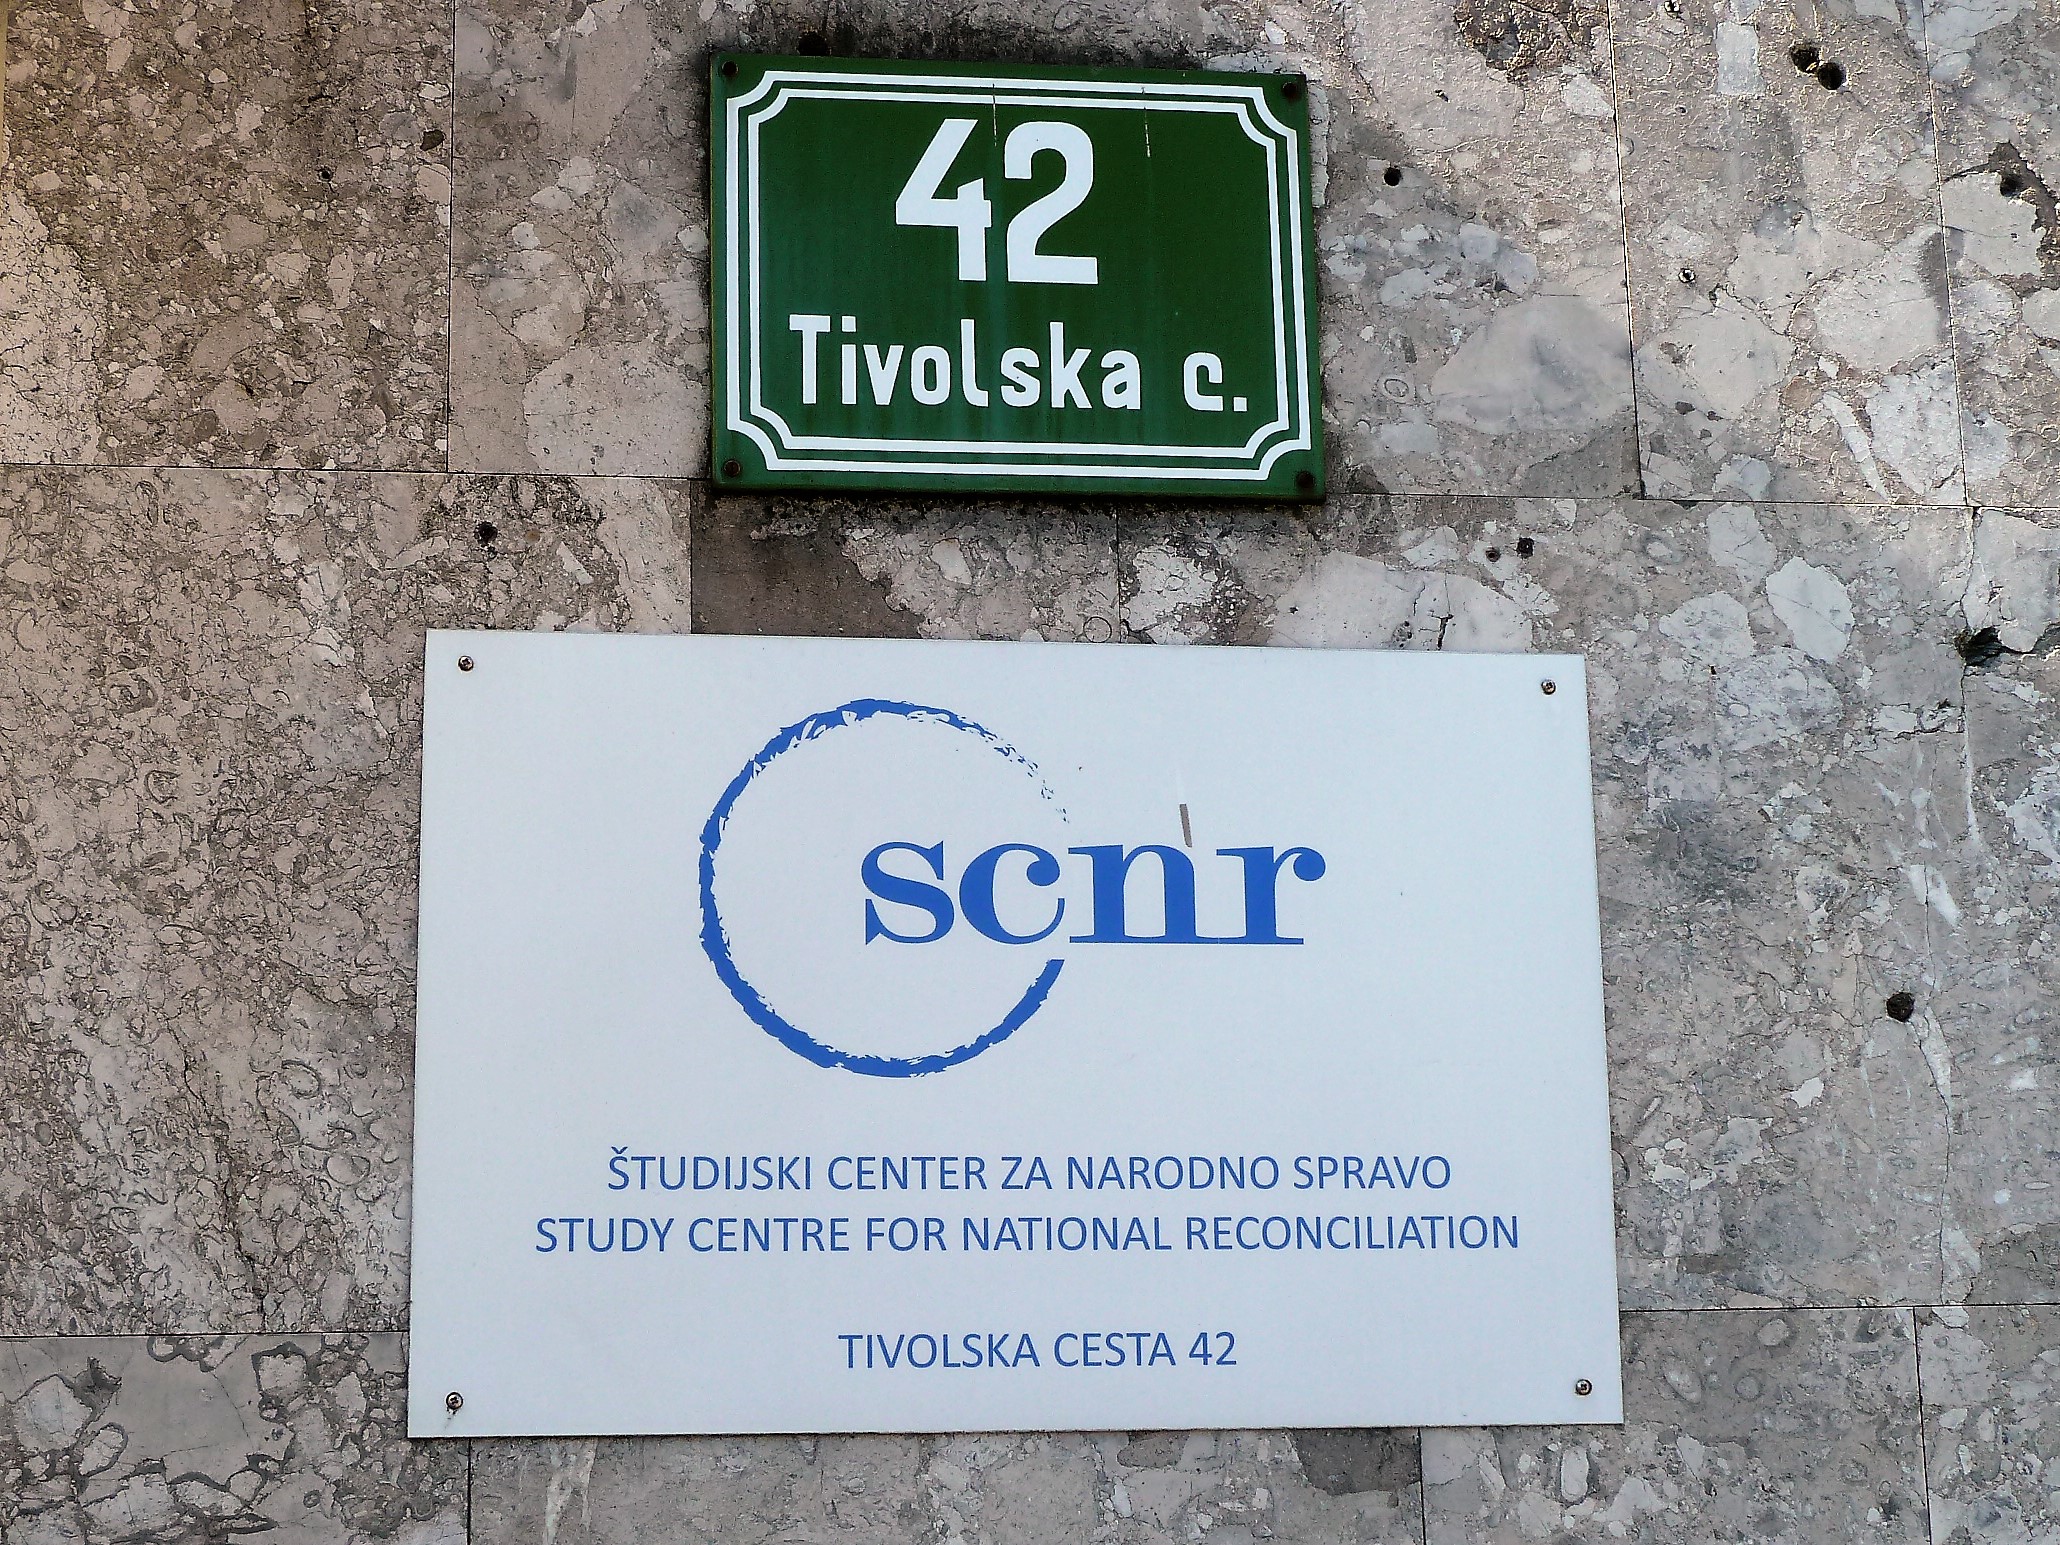 42
Tivolska c.
scnr
ŠTUDIJSKI CENTER ZA NARODNO SPRAVO
STUDY CENTRE FOR NATIONAL RECONCILIATION
TIVOLSKA CESTA 42